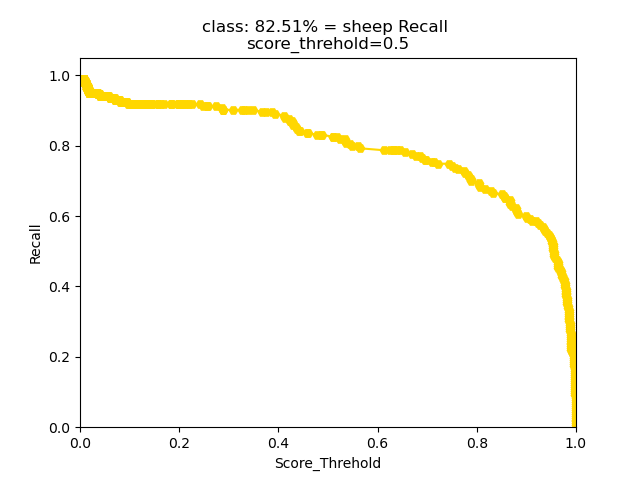 class: 82.51% = sheep Recall
score_threhold=0.5
1.0
0.8
0.6
0.4
0.2
0.0
Recall
0.0 0.2 0.4 0.6 0.8 1.0
Score_Threhold